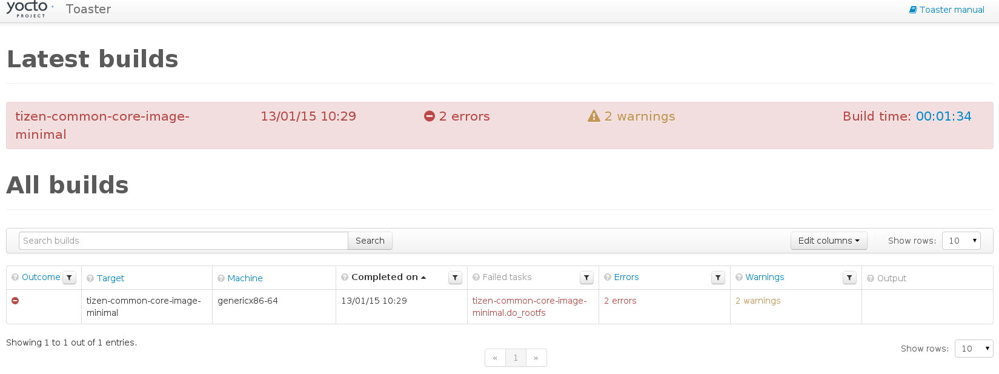 yocto
PROJECT
Toaster
Toaster manual
Latest builds
tizen-common-core-image-
minimal
13/01/15 10:29
2 errors
2 warnings
Build time: 00:01:34
All builds
Search builds
Search
Edit columns
Show rows: 10
Outcome
Target
Machine
Completed on
Failed tasks
Errors
Warnings
Output
tizen-common-core-image-
minimal
genericx86-64
13/01/15 10:29
tizen-common-core-image-
minimal.do_rootfs
2 errors
2 warnings
Showing 1 to 1 out of 1 entries.
« 1 »
Show rows: 10